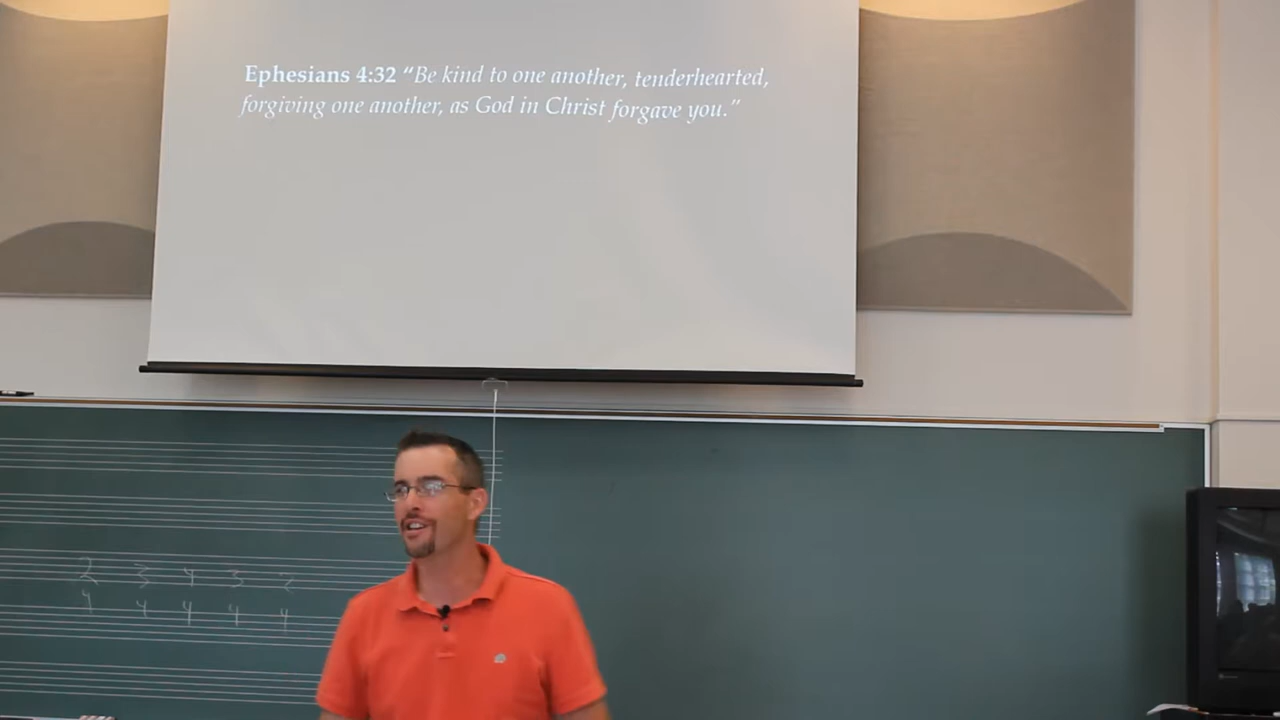 Ephesians 4:32 “Be kind to one another, tenderhearted,
forgiving one another, as God in Christ forgave you.”
2 3 4 3 2
4 4 4 4 4